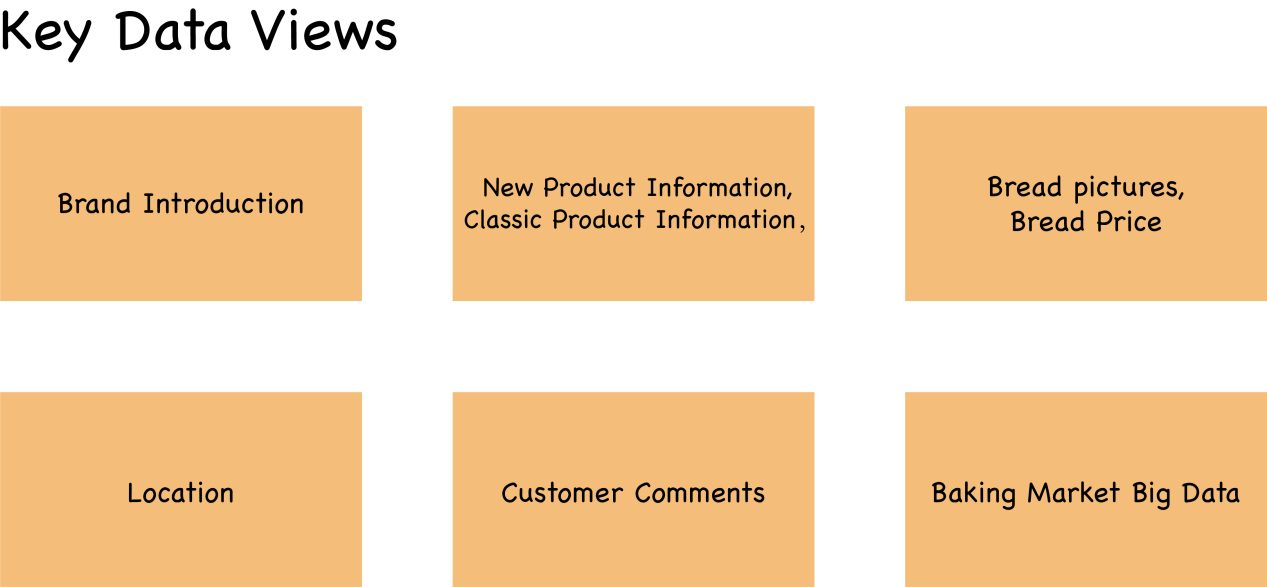 Key Data Views
Brand Introduction
New Product Information,
Classic Product Information，
Bread pictures,
Bread Price
Location
Customer Comments
Baking Market Big Data